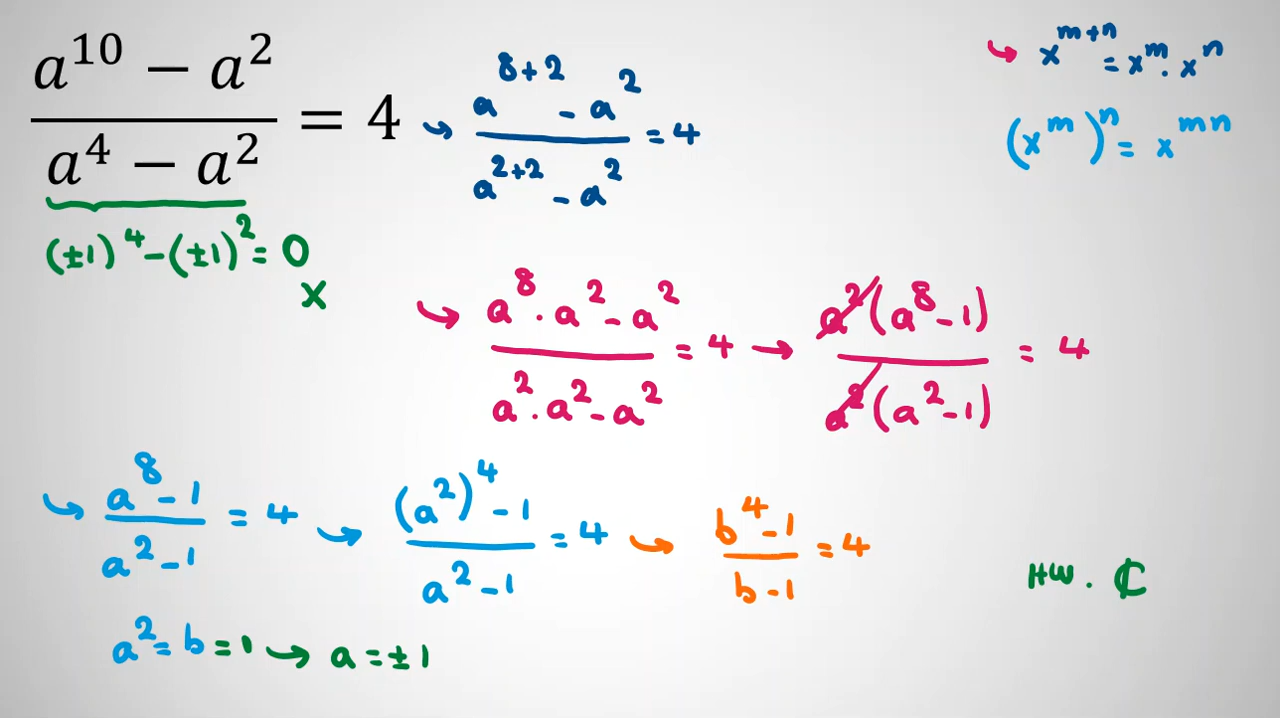 (a^10 − a^2)/(a^4 − a^2) = 4
(a^(8+2) - a^2)/(a^(2+2) - a^2) = 4
x^(m+n) = x^m . x^n
(x^m)^n = x^(mn)
(±1)^4 - (±1)^2 = 0
x
(a^8 . a^2 - a^2)/(a^2 . a^2 - a^2) = 4 → (a^2(a^8 - 1))/(a^2(a^2 - 1)) = 4
(a^8 - 1)/(a^2 - 1) = 4 → ((a^2)^4 - 1)/(a^2 - 1) = 4 → (b^4 - 1)/(b - 1) = 4
HW. ℂ
a^2 = b = 1 → a = ±1